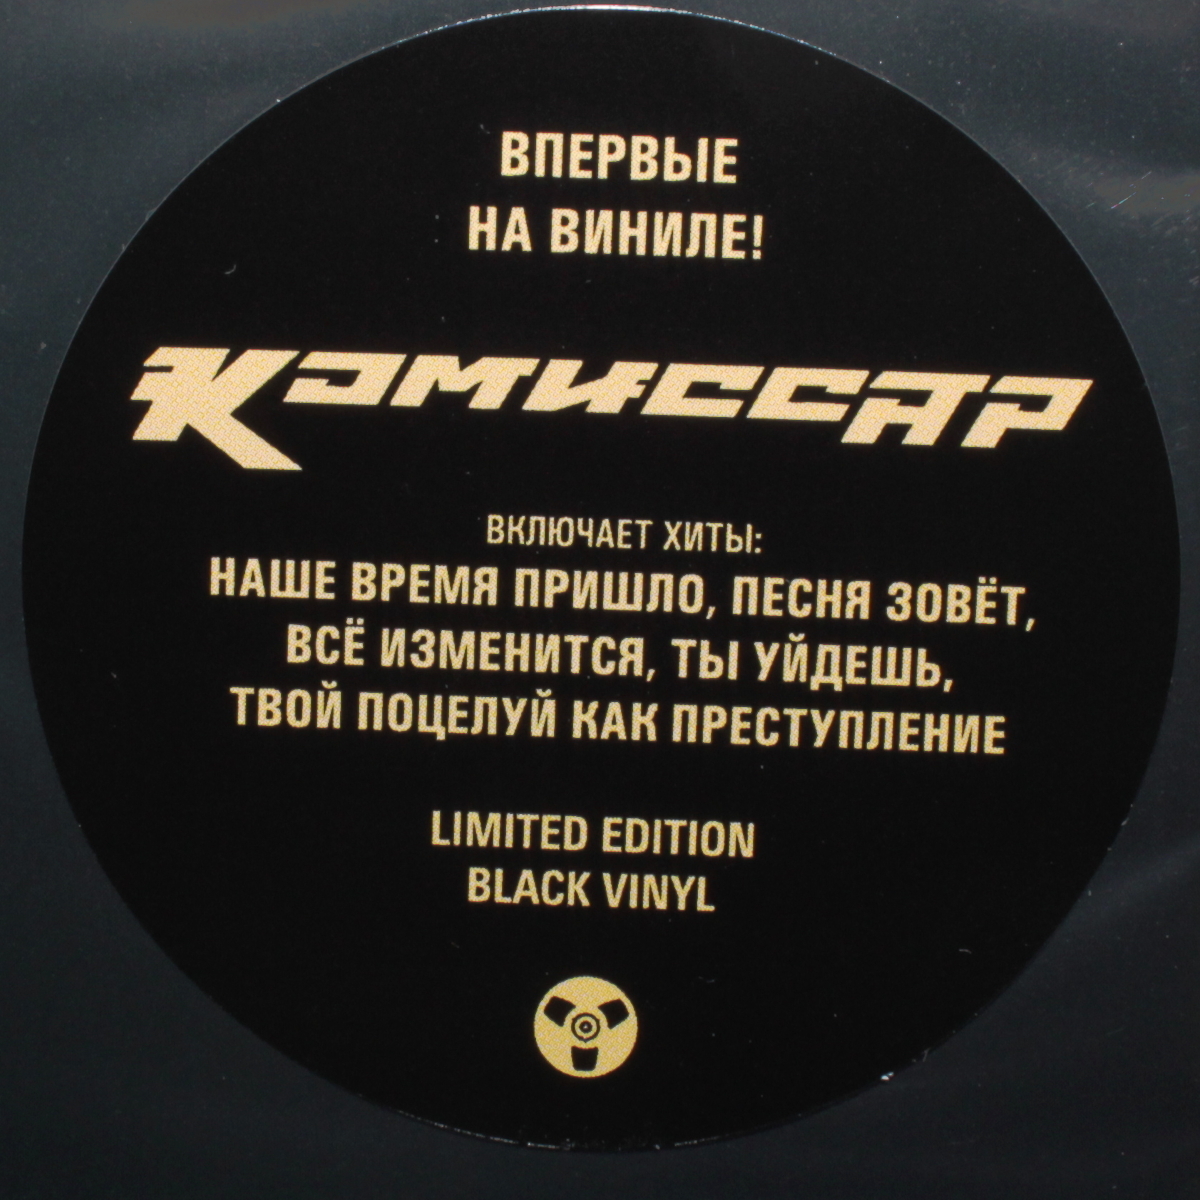 ВПЕРВЫЕ
НА ВИНИЛЕ!
КОМИССАР
ВКЛЮЧАЕТ ХИТЫ:
НАШЕ ВРЕМЯ ПРИШЛО, ПЕСНЯ ЗОВЁТ,
ВСЁ ИЗМЕНИТСЯ, ТЫ УЙДЕШЬ,
ТВОЙ ПОЦЕЛУЙ КАК ПРЕСТУПЛЕНИЕ
LIMITED EDITION
BLACK VINYL